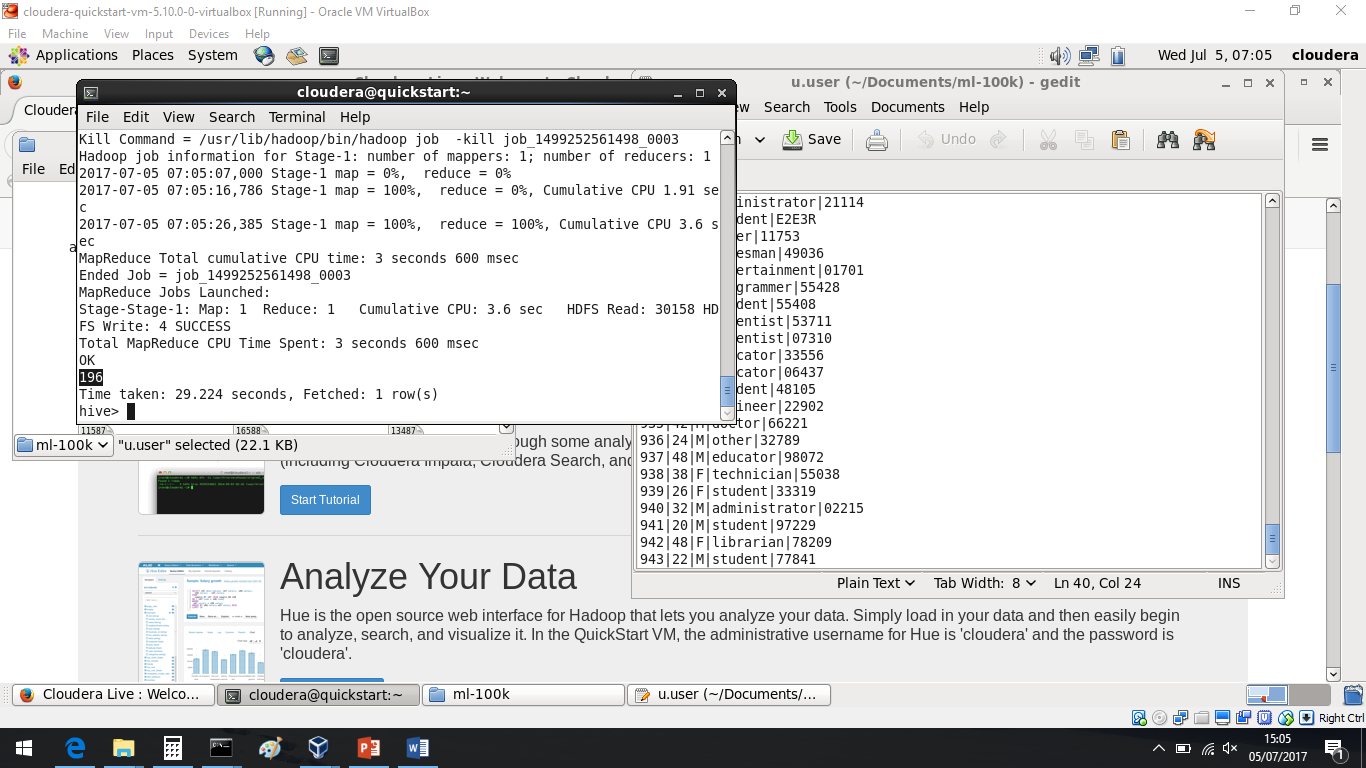 cloudera-quickstart-vm-5.10.0-0-virtualbox [Running] - Oracle VM VirtualBox
File Machine View Input Devices Help
Applications Places System
Wed Jul 5, 07:05 cloudera
u.user (~/Documents/ml-100k) - gedit
Cloudera
File Ed
cloudera@quickstart:~
File Edit View Search Terminal Help
Kill Command = /usr/lib/hadoop/bin/hadoop job  -kill job_1499252561498_0003
Hadoop job information for Stage-1: number of mappers: 1; number of reducers: 1
2017-07-05 07:05:07,000 Stage-1 map = 0%,  reduce = 0%
2017-07-05 07:05:16,786 Stage-1 map = 100%,  reduce = 0%, Cumulative CPU 1.91 se
c
2017-07-05 07:05:26,385 Stage-1 map = 100%,  reduce = 100%, Cumulative CPU 3.6 s
ec
MapReduce Total cumulative CPU time: 3 seconds 600 msec
Ended Job = job_1499252561498_0003
MapReduce Jobs Launched:
Stage-Stage-1: Map: 1  Reduce: 1   Cumulative CPU: 3.6 sec   HDFS Read: 30158 HD
FS Write: 4 SUCCESS
Total MapReduce CPU Time Spent: 3 seconds 600 msec
OK
196
Time taken: 29.224 seconds, Fetched: 1 row(s)
hive>
ew Search Tools Documents Help
Save Undo
inistrator|21114
dent|E2E3R
er|11753
esman|49036
ertainment|01701
grammer|55428
dent|55408
entist|53711
entist|07310
cator|33556
cator|06437
dent|48105
ineer|22902
935|42|M|doctor|66221
936|24|M|other|32789
937|48|M|educator|98072
938|38|F|technician|55038
939|26|F|student|33319
940|32|M|administrator|02215
941|20|M|student|97229
942|48|F|librarian|78209
943|22|M|student|77841
Plain Text Tab Width: 8 Ln 40, Col 24 INS
11587 16588 13487
ml-100k "u.user" selected (22.1 KB)
ough some analy
(including Cloudera Impala, Cloudera Search, and
Start Tutorial
Analyze Your Data
Hue is the open source web interface for Hadoop that lets you analyze your data. Simply load in your data and then easily begin
to analyze, search, and visualize it. In the QuickStart VM, the administrative username for Hue is 'cloudera' and the password is
'cloudera'.
Cloudera Live : Welco...
cloudera@quickstart:~
ml-100k
u.user (~/Documents/...
Right Ctrl
15:05
05/07/2017
1